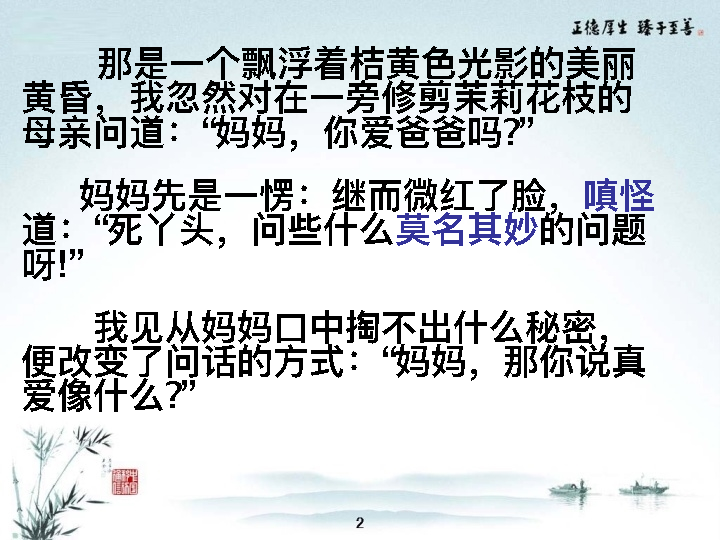 正德厚生 臻于至善
那是一个飘浮着桔黄色光影的美丽
黄昏，我忽然对在一旁修剪茉莉花枝的
母亲问道：“妈妈，你爱爸爸吗?”
妈妈先是一愣：继而微红了脸，嗔怪
道：“死丫头，问些什么莫名其妙的问题
呀!”
我见从妈妈口中掏不出什么秘密，
便改变了问话的方式：“妈妈，那你说真
爱像什么?”
2